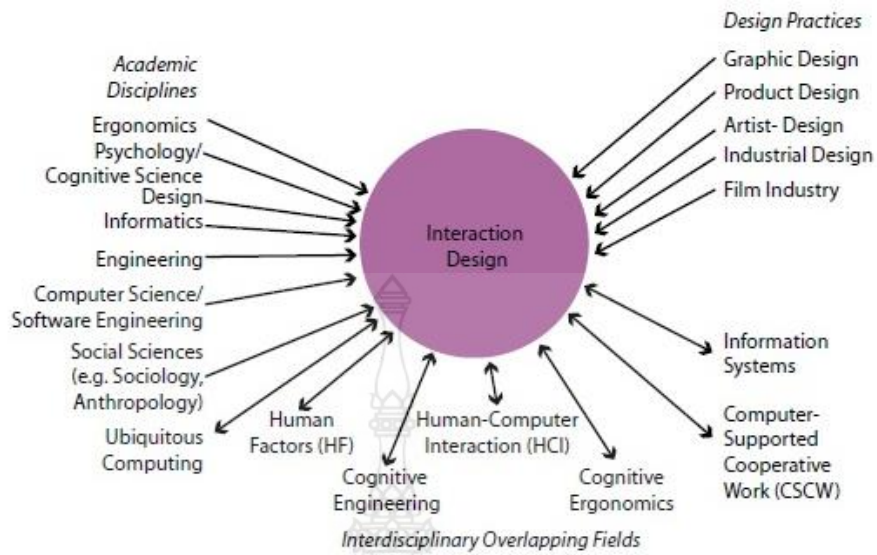 Academic
Disciplines
Ergonomics
Psychology/
Cognitive Science
Design
Informatics
Engineering
Computer Science/
Software Engineering
Social Sciences
(e.g. Sociology,
Anthropology)
Ubiquitous
Computing
Interaction
Design
Design Practices
Graphic Design
Product Design
Artist- Design
Industrial Design
Film Industry
Information
Systems
Computer-
Supported
Cooperative
Work (CSCW)
Human
Factors (HF)
Cognitive
Engineering
Human-Computer
Interaction (HCI)
Cognitive
Ergonomics
Interdisciplinary Overlapping Fields